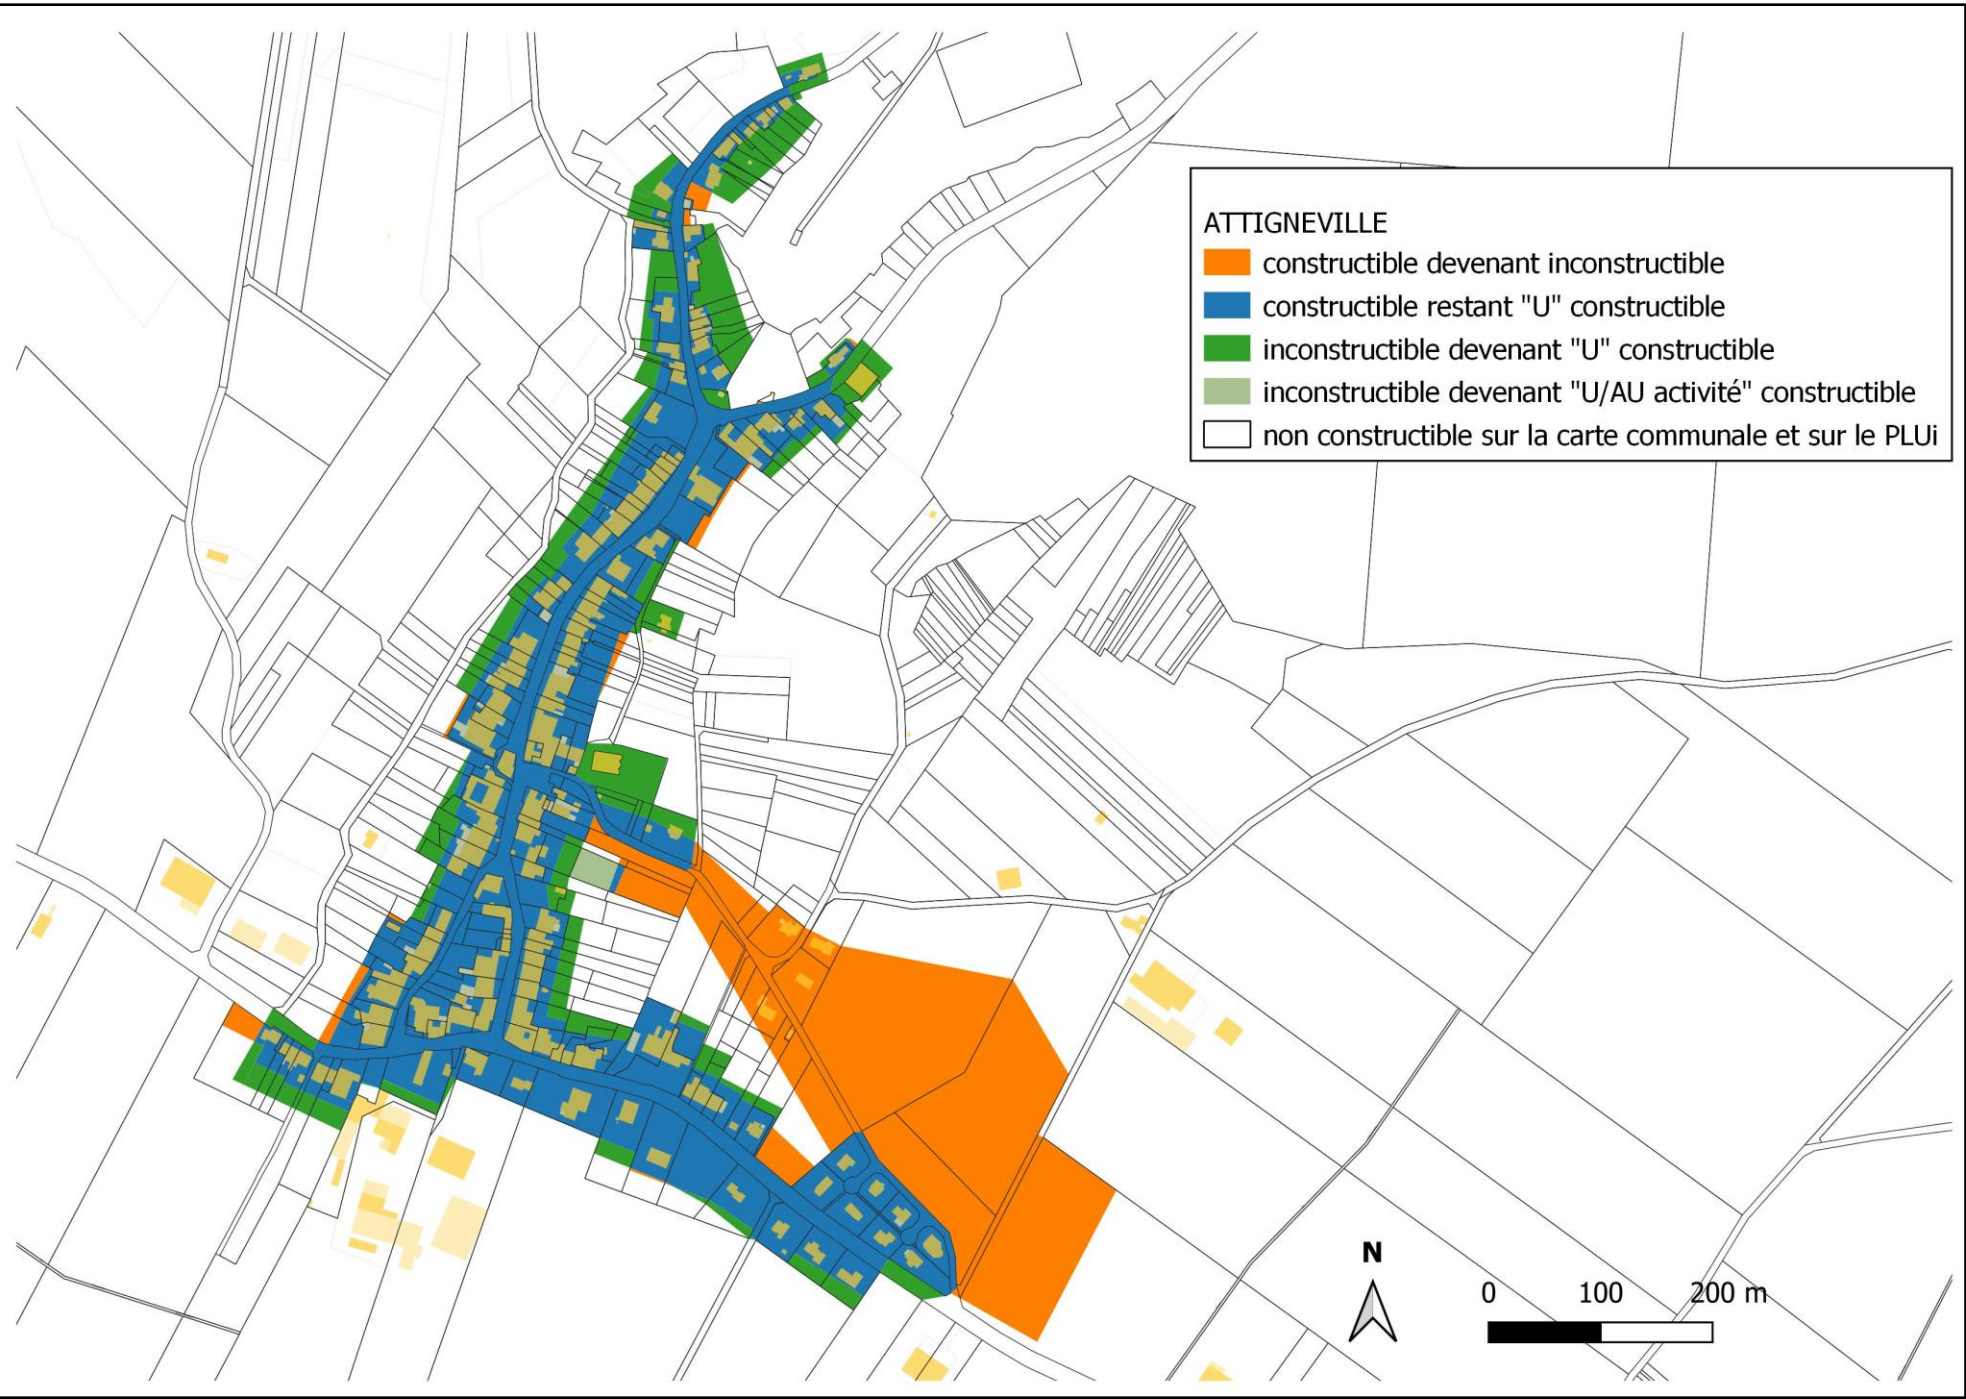 ATTIGNEVILLE
constructible devenant inconstructible
constructible restant "U" constructible
inconstructible devenant "U" constructible
inconstructible devenant "U/AU activité" constructible
non constructible sur la carte communale et sur le PLUi
N
0 100 200 m